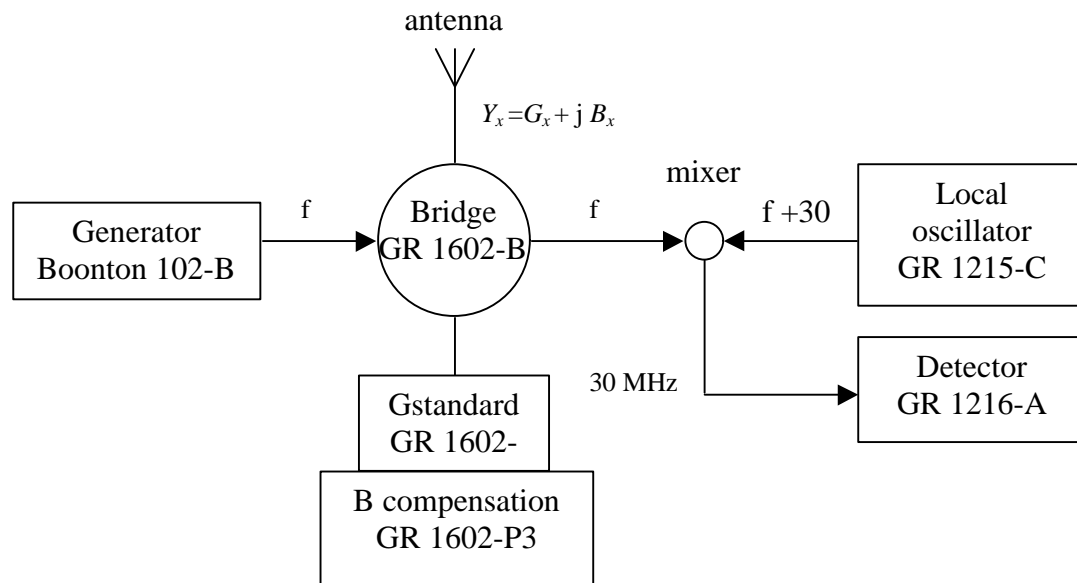 antenna
Yx=Gx+ j Bx
mixer
Generator
Boonton 102-B
f
Bridge
GR 1602-B
f
f +30
Local
oscillator
GR 1215-C
30 MHz
Detector
GR 1216-A
Gstandard
GR 1602-
B compensation
GR 1602-P3